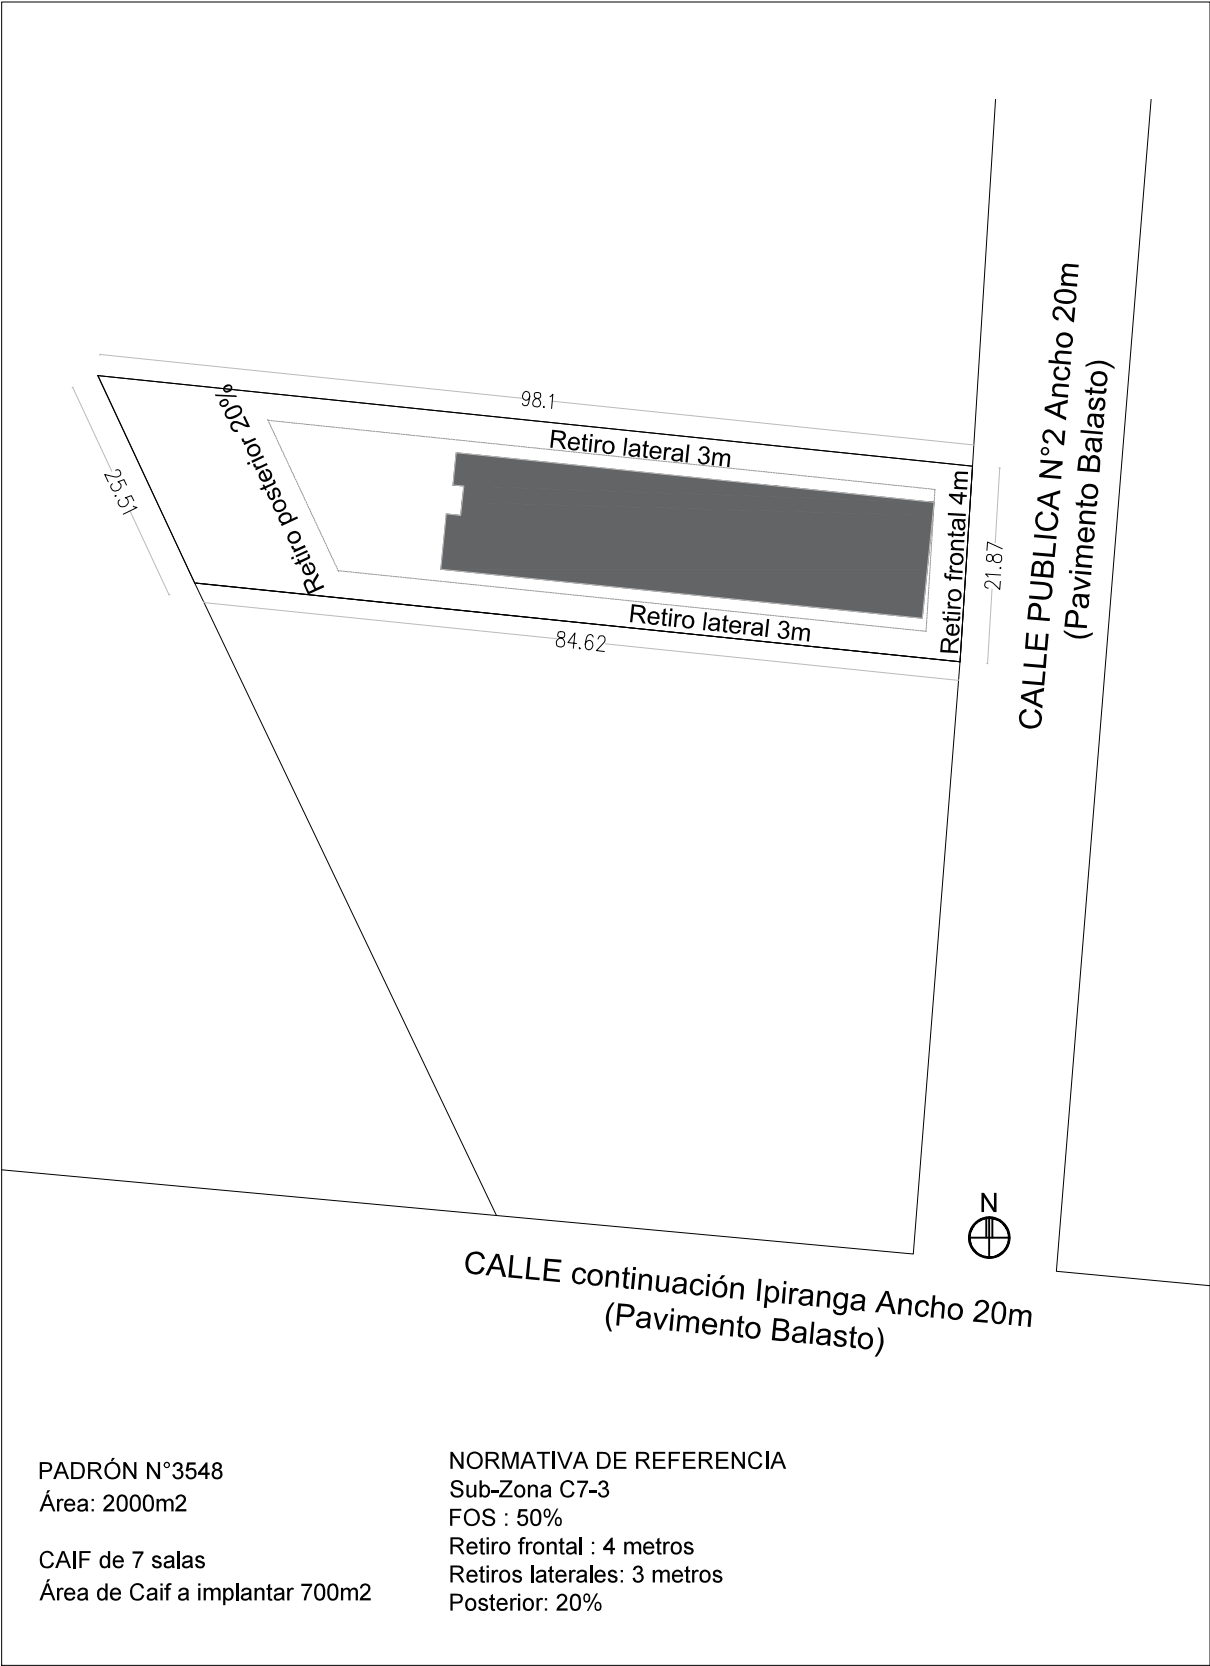 98.1
Retiro lateral 3m
Retiro posterior 20%
25.51
Retiro frontal 4m
21.87
CALLE PUBLICA N°2 Ancho 20m
(Pavimento Balasto)
Retiro lateral 3m
84.62
N
CALLE continuación Ipiranga Ancho 20m
(Pavimento Balasto)
PADRÓN N°3548
Área: 2000m2
CAIF de 7 salas
Área de Caif a implantar 700m2
NORMATIVA DE REFERENCIA
Sub-Zona C7-3
FOS : 50%
Retiro frontal : 4 metros
Retiros laterales: 3 metros
Posterior: 20%